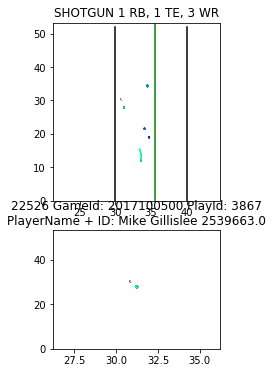 SHOTGUN 1 RB, 1 TE, 3 WR
50
40
30
20
10
0
25 30 35 40
22526 GameId: 2017100500 PlayId: 3867
PlayerName + ID: Mike Gillislee 2539663.0
40
20
0
27.5 30.0 32.5 35.0